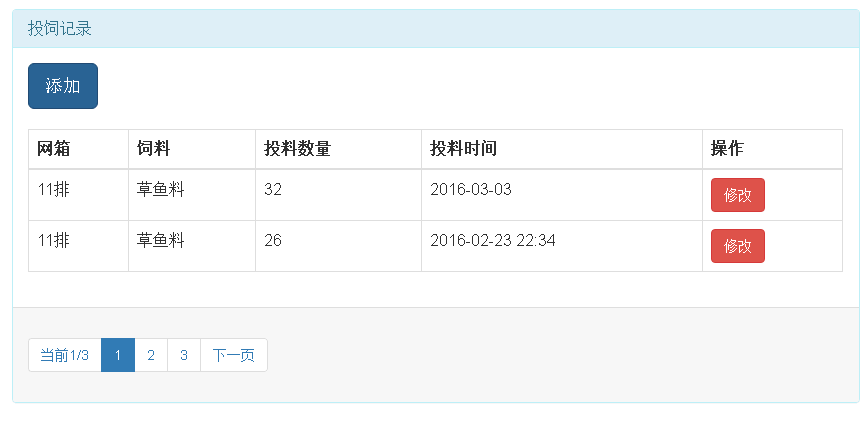 投饲记录
添加
网箱 饲料 投料数量 投料时间 操作
11排 草鱼料 32 2016-03-03 修改
11排 草鱼料 26 2016-02-23 22:34 修改
当前1/3 1 2 3 下一页